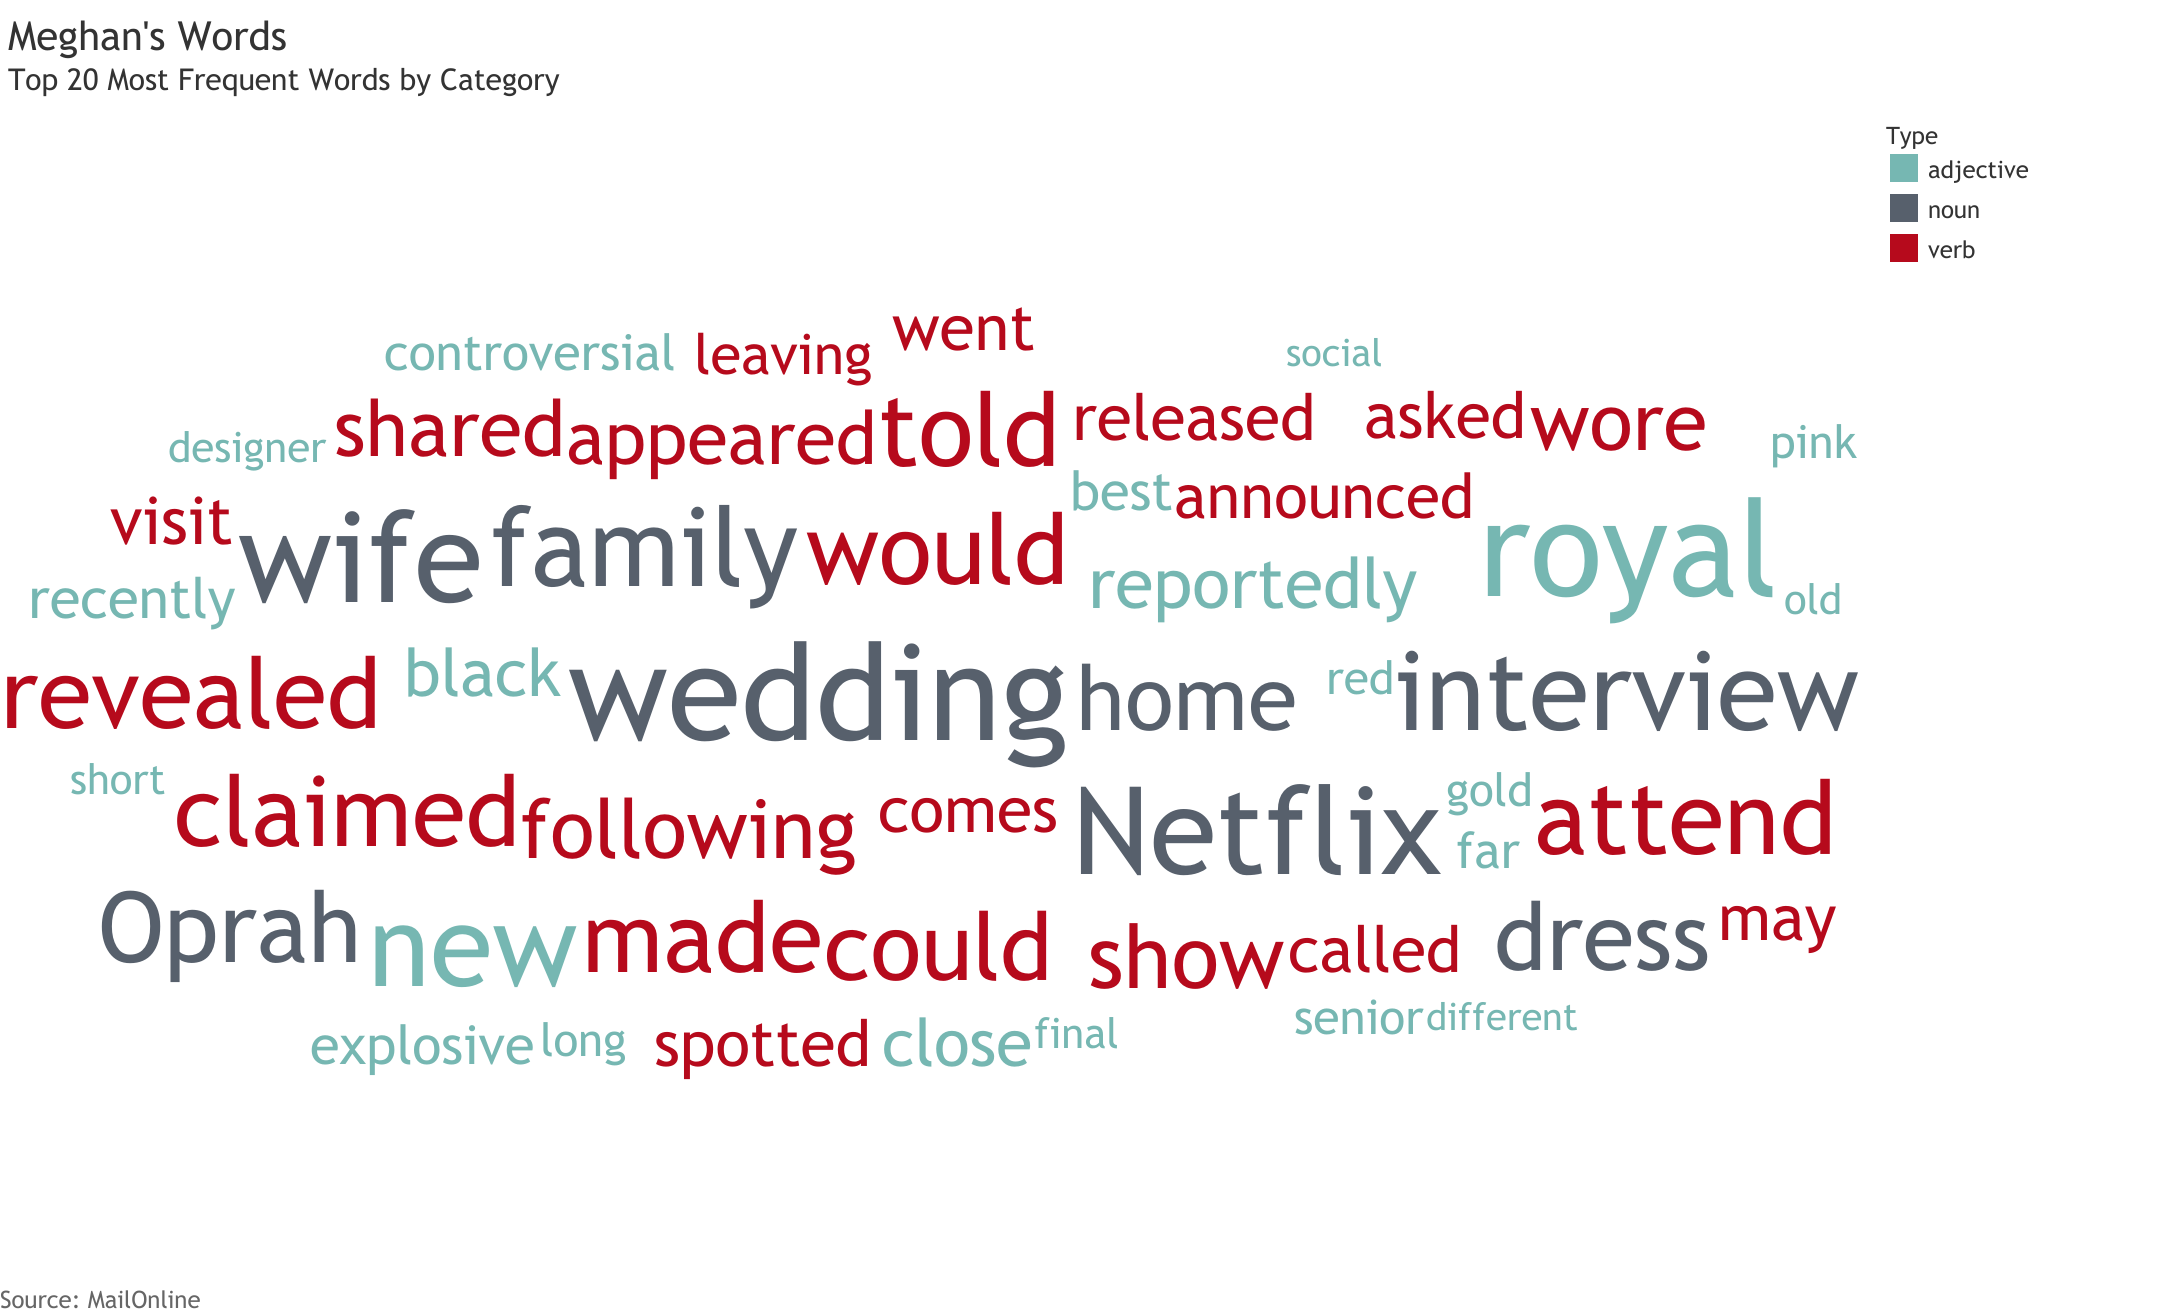 Meghan's Words
Top 20 Most Frequent Words by Category
Type
adjective
noun
verb
controversial leaving went social
designer shared appeared told released asked wore pink
visit wife family would best announced royal
recently reportedly old
revealed black wedding home red interview
short claimed following comes Netflix gold attend
far
Oprah new made could show called dress may
explosive long spotted close final senior different
Source: MailOnline